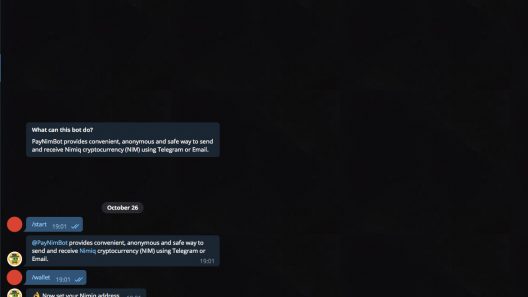 What can this bot do?
PayNimBot provides convenient, anonymous and safe way to send
and receive Nimiq cryptocurrency (NIM) using Telegram or Email.
October 26
/start 19:01
@PayNimBot provides convenient, anonymous and safe way to
send and receive Nimiq cryptocurrency (NIM) using Telegram or
Email.
19:01
/wallet 19:01
👌 Now set your Nimiq address